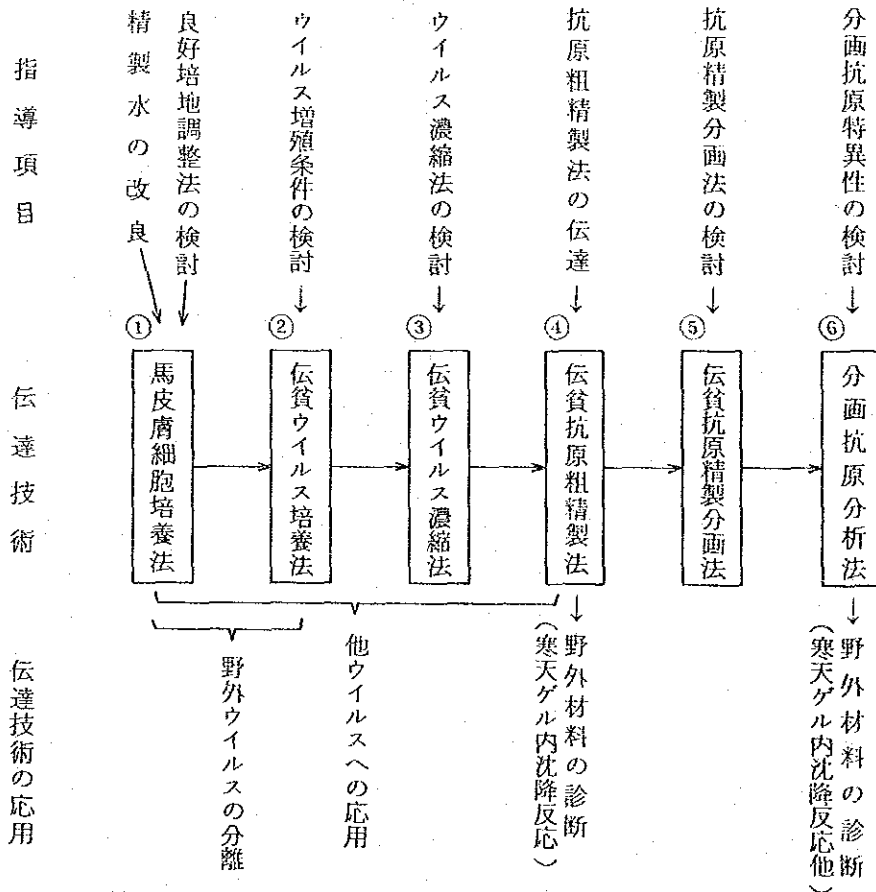 指導項目
精製水の改良
良好培地調整法の検討
ウイルス増殖条件の検討
ウイルス濃縮法の検討
抗原粗精製法の伝達
抗原精製分画法の検討
分画抗原特異性の検討
伝達技術
①
馬皮膚細胞培養法
②
伝貧ウイルス培養法
③
伝貧ウイルス濃縮法
④
伝貧抗原粗精製法
⑤
伝貧抗原精製分画法
⑥
分画抗原分析法
伝達技術の応用
野外ウイルスの分離
他ウイルスへの応用
野外材料の診断
（寒天ゲル内沈降反応）
野外材料の診断
（寒天ゲル内沈降反応他）